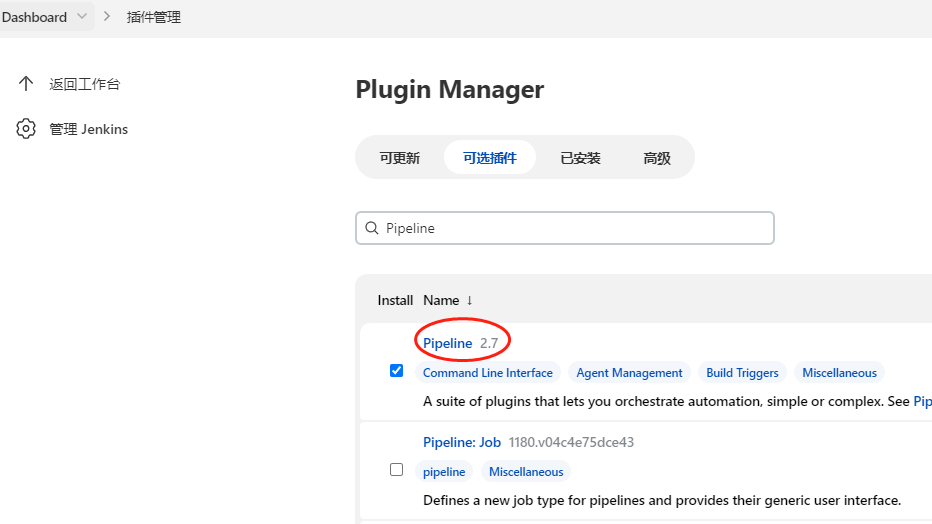 Dashboard 插件管理
返回工作台
管理 Jenkins
Plugin Manager
可更新 可选插件 已安装 高级
Pipeline
Install Name ↓
Pipeline 2.7
Command Line Interface Agent Management Build Triggers Miscellaneous
A suite of plugins that lets you orchestrate automation, simple or complex. See Pip
Pipeline: Job 1180.v04c4e75dce43
pipeline Miscellaneous
Defines a new job type for pipelines and provides their generic user interface.